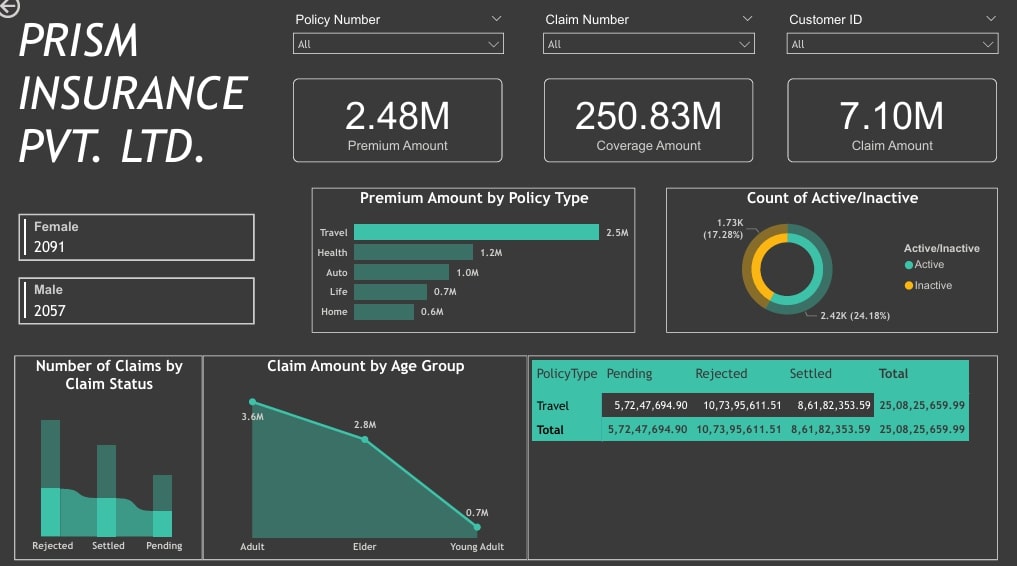 PRISM
INSURANCE
PVT. LTD.
Policy Number
All
Claim Number
All
Customer ID
All
2.48M
Premium Amount
250.83M
Coverage Amount
7.10M
Claim Amount
Female
2091
Male
2057
Premium Amount by Policy Type
Travel 2.5M
Health 1.2M
Auto 1.0M
Life 0.7M
Home 0.6M
Count of Active/Inactive
1.73K
(17.28%)
2.42K (24.18%)
Active/Inactive
Active
Inactive
Number of Claims by
Claim Status
Rejected Settled Pending
Claim Amount by Age Group
3.6M
2.8M
0.7M
Adult Elder Young Adult
PolicyType Pending Rejected Settled Total
Travel 5,72,47,694.90 10,73,95,611.51 8,61,82,353.59 25,08,25,659.99
Total 5,72,47,694.90 10,73,95,611.51 8,61,82,353.59 25,08,25,659.99